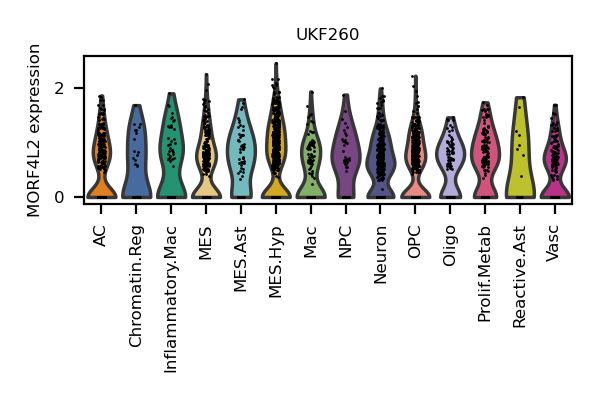 UKF260
MORF4L2 expression
2
0
AC
Chromatin.Reg
Inflammatory.Mac
MES
MES.Ast
MES.Hyp
Mac
NPC
Neuron
OPC
Oligo
Prolif.Metab
Reactive.Ast
Vasc